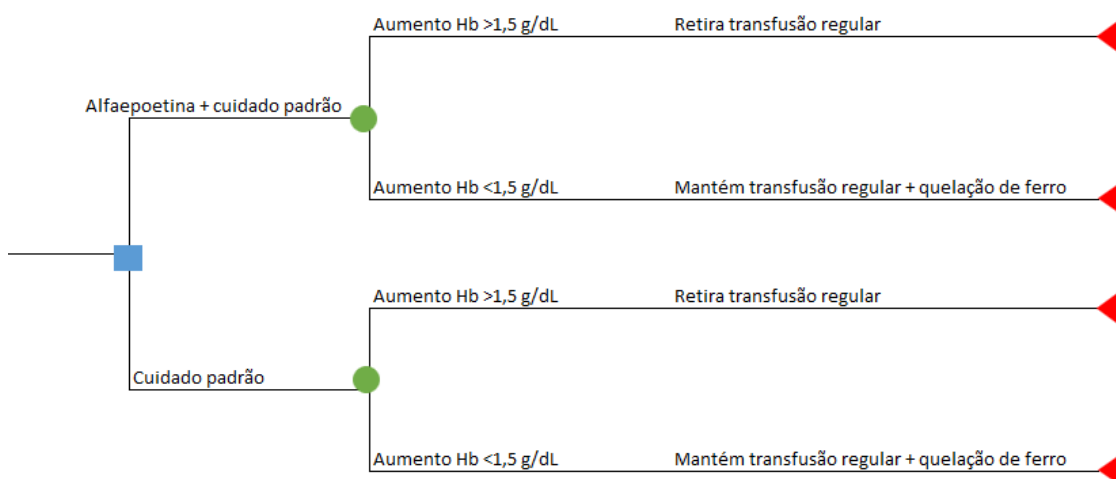 Aumento Hb >1,5 g/dL Retira transfusão regular
Alfaepoetina + cuidado padrão
Aumento Hb <1,5 g/dL Mantém transfusão regular + quelação de ferro
Aumento Hb >1,5 g/dL Retira transfusão regular
Cuidado padrão
Aumento Hb <1,5 g/dL Mantém transfusão regular + quelação de ferro